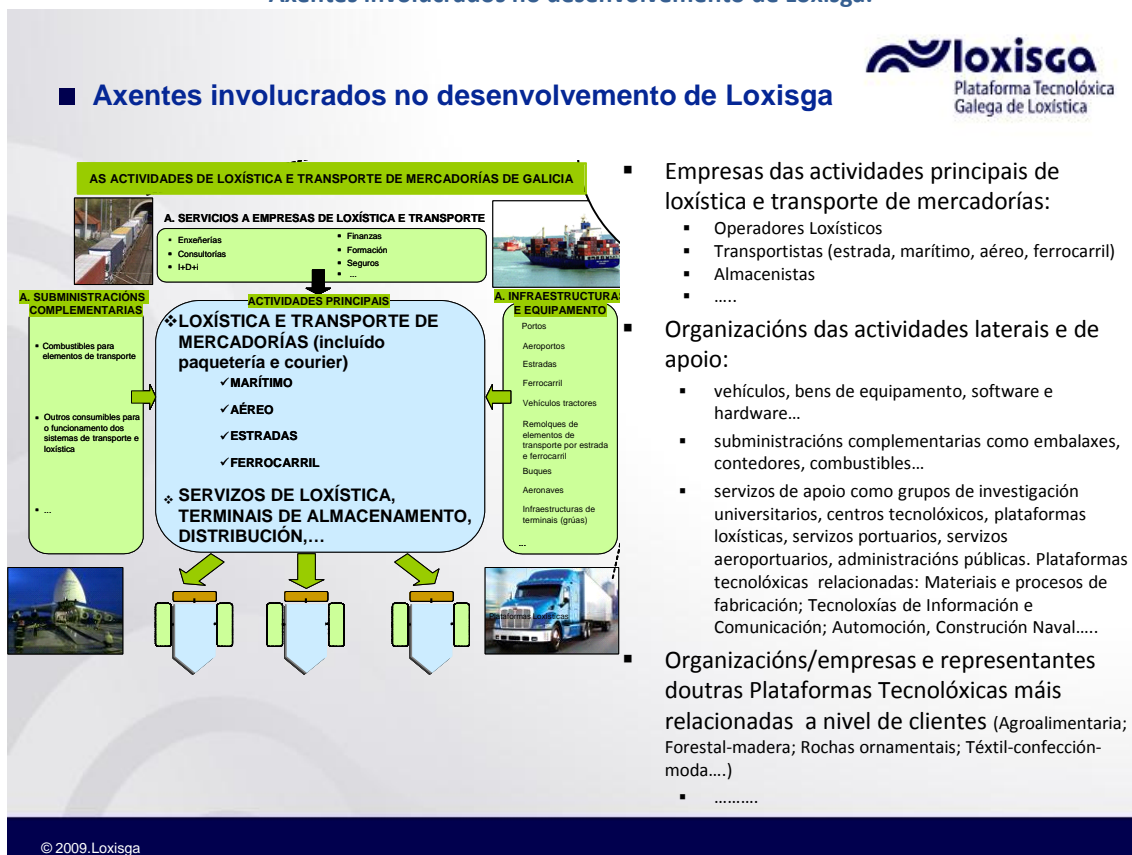 Axentes involucrados no desenvolvemento de Loxisga.
loxisga
Plataforma Tecnolóxica
Galega de Loxística
■ Axentes involucrados no desenvolvemento de Loxisga
AS ACTIVIDADES DE LOXÍSTICA E TRANSPORTE DE MERCADORÍAS DE GALICIA
A. SERVICIOS A EMPRESAS DE LOXÍSTICA E TRANSPORTE
▪ Enxeñerías
▪ Consultorías
▪ I+D+i
▪ Finanzas
▪ Formación
▪ Seguros
▪ ...
A. SUBMINISTRACIÓNS
COMPLEMENTARIAS
▪ Combustibles para
elementos de transporte
▪ Outros consumibles para
o funcionamento dos
sistemas de transporte e
loxística
▪ ...
ACTIVIDADES PRINCIPAIS
❖LOXÍSTICA E TRANSPORTE DE
MERCADORÍAS (incluído
paquetería e courier)
✓MARÍTIMO
✓AÉREO
✓ESTRADAS
✓FERROCARRIL
❖ SERVIZOS DE LOXÍSTICA,
TERMINAIS DE ALMACENAMENTO,
DISTRIBUCIÓN,…
A. INFRAESTRUCTURAS
E EQUIPAMENTO
Portos
Aeroportos
Estradas
Ferrocarril
Vehículos tractores
Remolques de
elementos de
transporte por estrada
e ferrocarril
Buques
Aeronaves
Infraestructuras de
terminais (grúas)
...
Plataformas Loxísticas
▪ Empresas das actividades principais de
loxística e transporte de mercadorías:
▪ Operadores Loxísticos
▪ Transportistas (estrada, marítimo, aéreo, ferrocarril)
▪ Almacenistas
▪ …..
▪ Organizacións das actividades laterais e de
apoio:
▪ vehículos, bens de equipamento, software e
hardware…
▪ subministracións complementarias como embalaxes,
contedores, combustibles…
▪ servizos de apoio como grupos de investigación
universitarios, centros tecnolóxicos, plataformas
loxísticas, servizos portuarios, servizos
aeroportuarios, administracións públicas. Plataformas
tecnolóxicas relacionadas: Materiais e procesos de
fabricación; Tecnoloxías de Información e
Comunicación; Automoción, Construción Naval…..
▪ Organizacións/empresas e representantes
doutras Plataformas Tecnolóxicas máis
relacionadas a nivel de clientes (Agroalimentaria;
Forestal-madera; Rochas ornamentais; Téxtil-confección-
moda….)
▪ ……….
© 2009.Loxisga